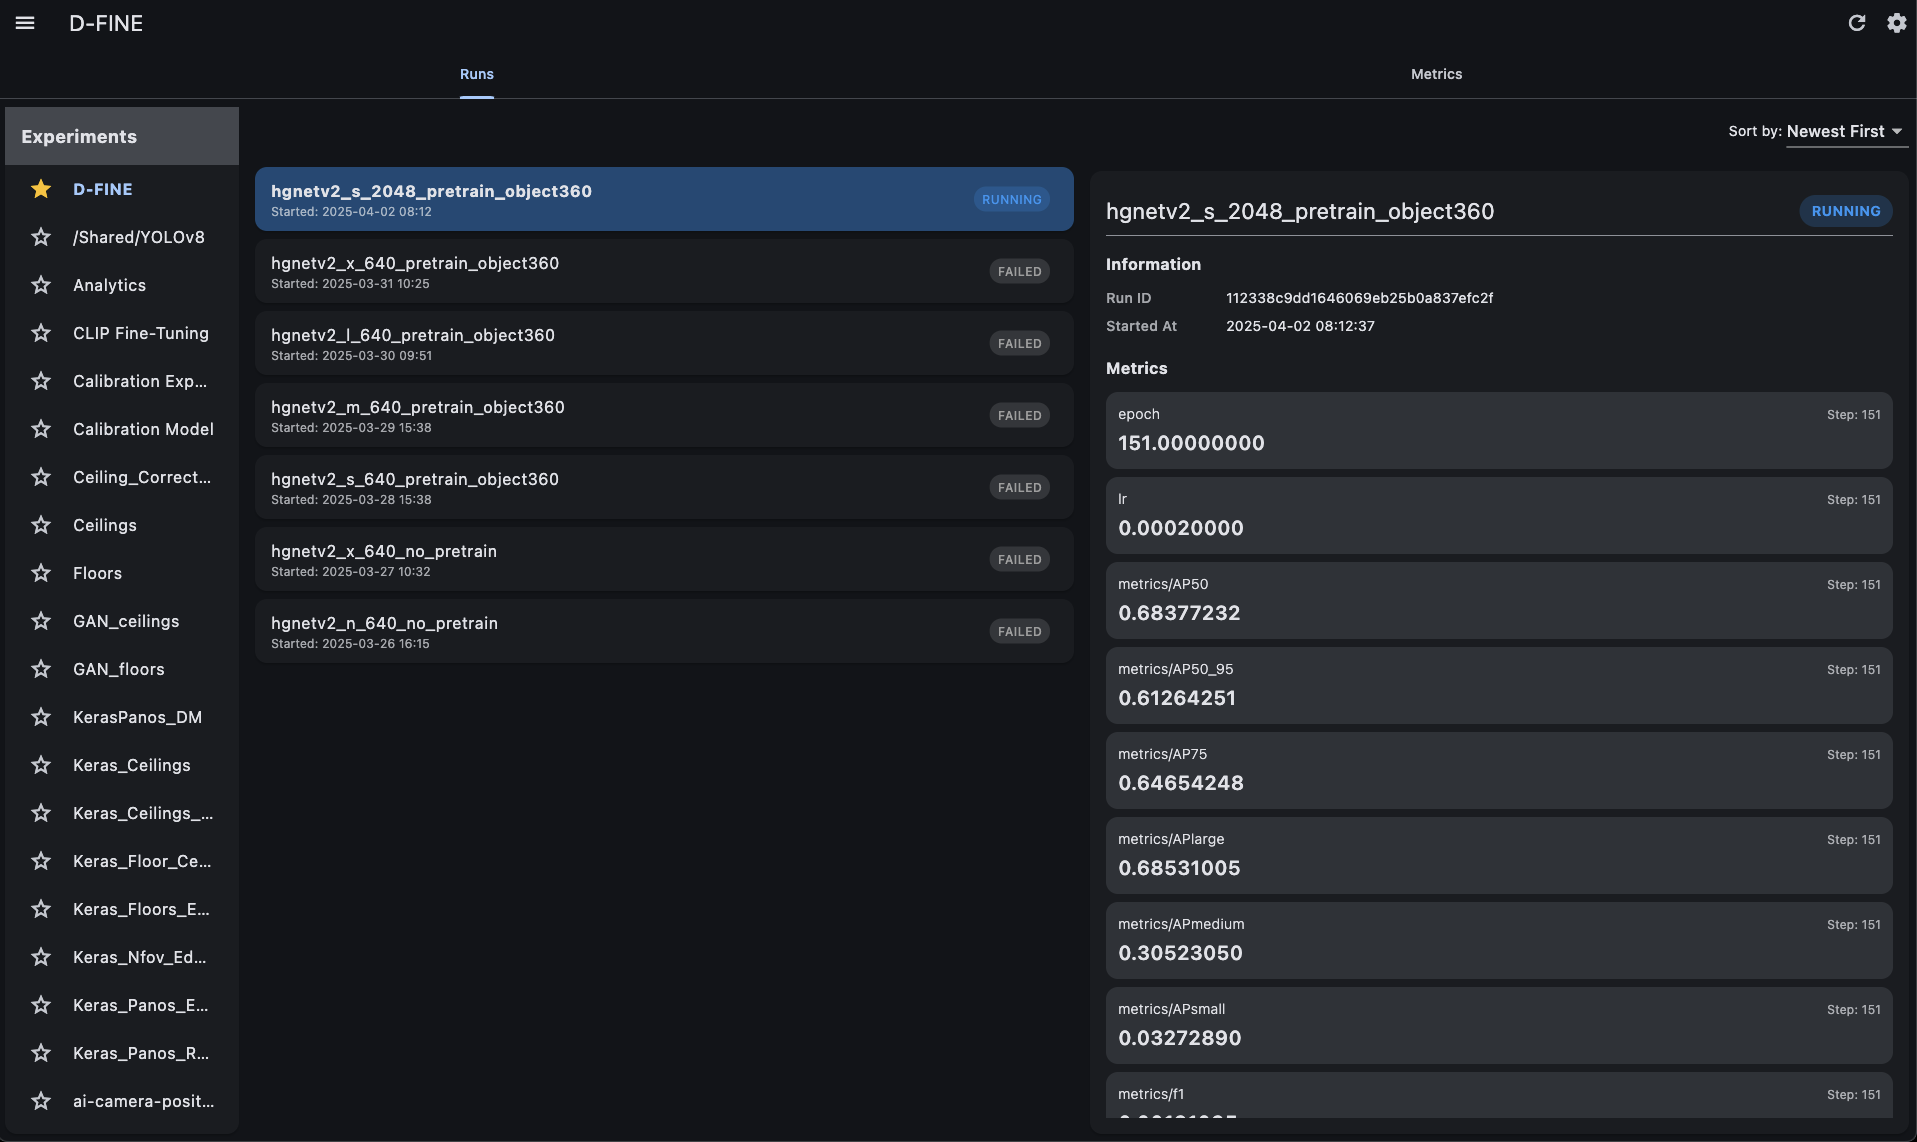 D-FINE
Runs
Metrics
Experiments
D-FINE
/Shared/YOLOv8
Analytics
CLIP Fine-Tuning
Calibration Exp...
Calibration Model
Ceiling_Correct...
Ceilings
Floors
GAN_ceilings
GAN_floors
KerasPanos_DM
Keras_Ceilings
Keras_Ceilings_...
Keras_Floor_Ce...
Keras_Floors_E...
Keras_Nfov_Ed...
Keras_Panos_E...
Keras_Panos_R...
ai-camera-posit...
Sort by: Newest First
hgnetv2_s_2048_pretrain_object360
Started: 2025-04-02 08:12
RUNNING
hgnetv2_x_640_pretrain_object360
Started: 2025-03-31 10:25
FAILED
hgnetv2_l_640_pretrain_object360
Started: 2025-03-30 09:51
FAILED
hgnetv2_m_640_pretrain_object360
Started: 2025-03-29 15:38
FAILED
hgnetv2_s_640_pretrain_object360
Started: 2025-03-28 15:38
FAILED
hgnetv2_x_640_no_pretrain
Started: 2025-03-27 10:32
FAILED
hgnetv2_n_640_no_pretrain
Started: 2025-03-26 16:15
FAILED
hgnetv2_s_2048_pretrain_object360
RUNNING
Information
Run ID 112338c9dd1646069eb25b0a837efc2f
Started At 2025-04-02 08:12:37
Metrics
epoch Step: 151
151.00000000
lr Step: 151
0.00020000
metrics/AP50 Step: 151
0.68377232
metrics/AP50_95 Step: 151
0.61264251
metrics/AP75 Step: 151
0.64654248
metrics/APlarge Step: 151
0.68531005
metrics/APmedium Step: 151
0.30523050
metrics/APsmall Step: 151
0.03272890
metrics/f1 Step: 151